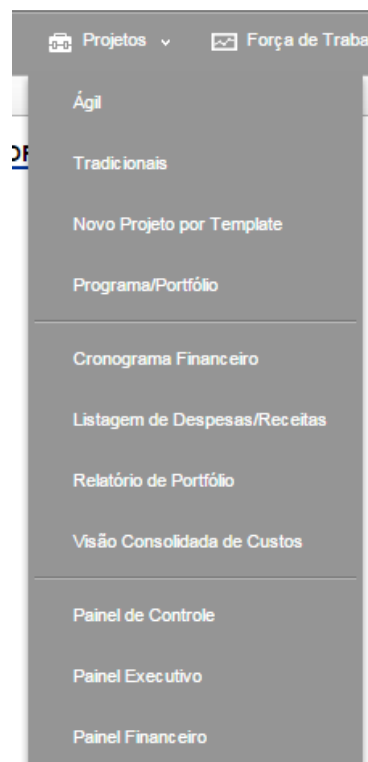 Projetos Força de Traba
Ágil
Tradicionais
Novo Projeto por Template
Programa/Portfólio
Cronograma Financeiro
Listagem de Despesas/Receitas
Relatório de Portfólio
Visão Consolidada de Custos
Painel de Controle
Painel Executivo
Painel Financeiro